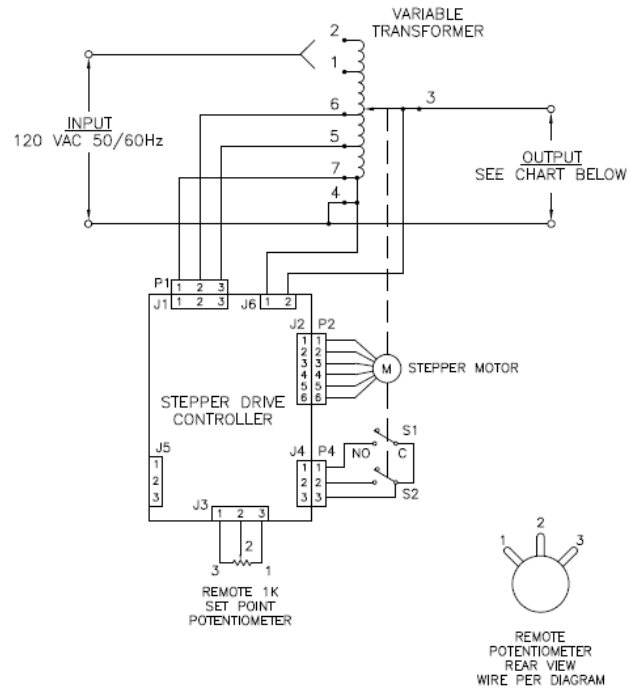 VARIABLE
TRANSFORMER
2
1
6
3
INPUT
120 VAC 50/60Hz
5
OUTPUT
SEE CHART BELOW
7
4
P1 1 2 3
J1 1 2 3
J6 1 2
J2 P2
1 1
2 2
3 3
4 4
5 5
6 6
M STEPPER MOTOR
STEPPER DRIVE
CONTROLLER
S1
NO C
J5
1
2
3
J4 P4
1 1
2 2
3 3
S2
J3
1 2 3
2
3 1
REMOTE 1K
SET POINT
POTENTIOMETER
2
1 3
REMOTE
POTENTIOMETER
REAR VIEW
WIRE PER DIAGRAM